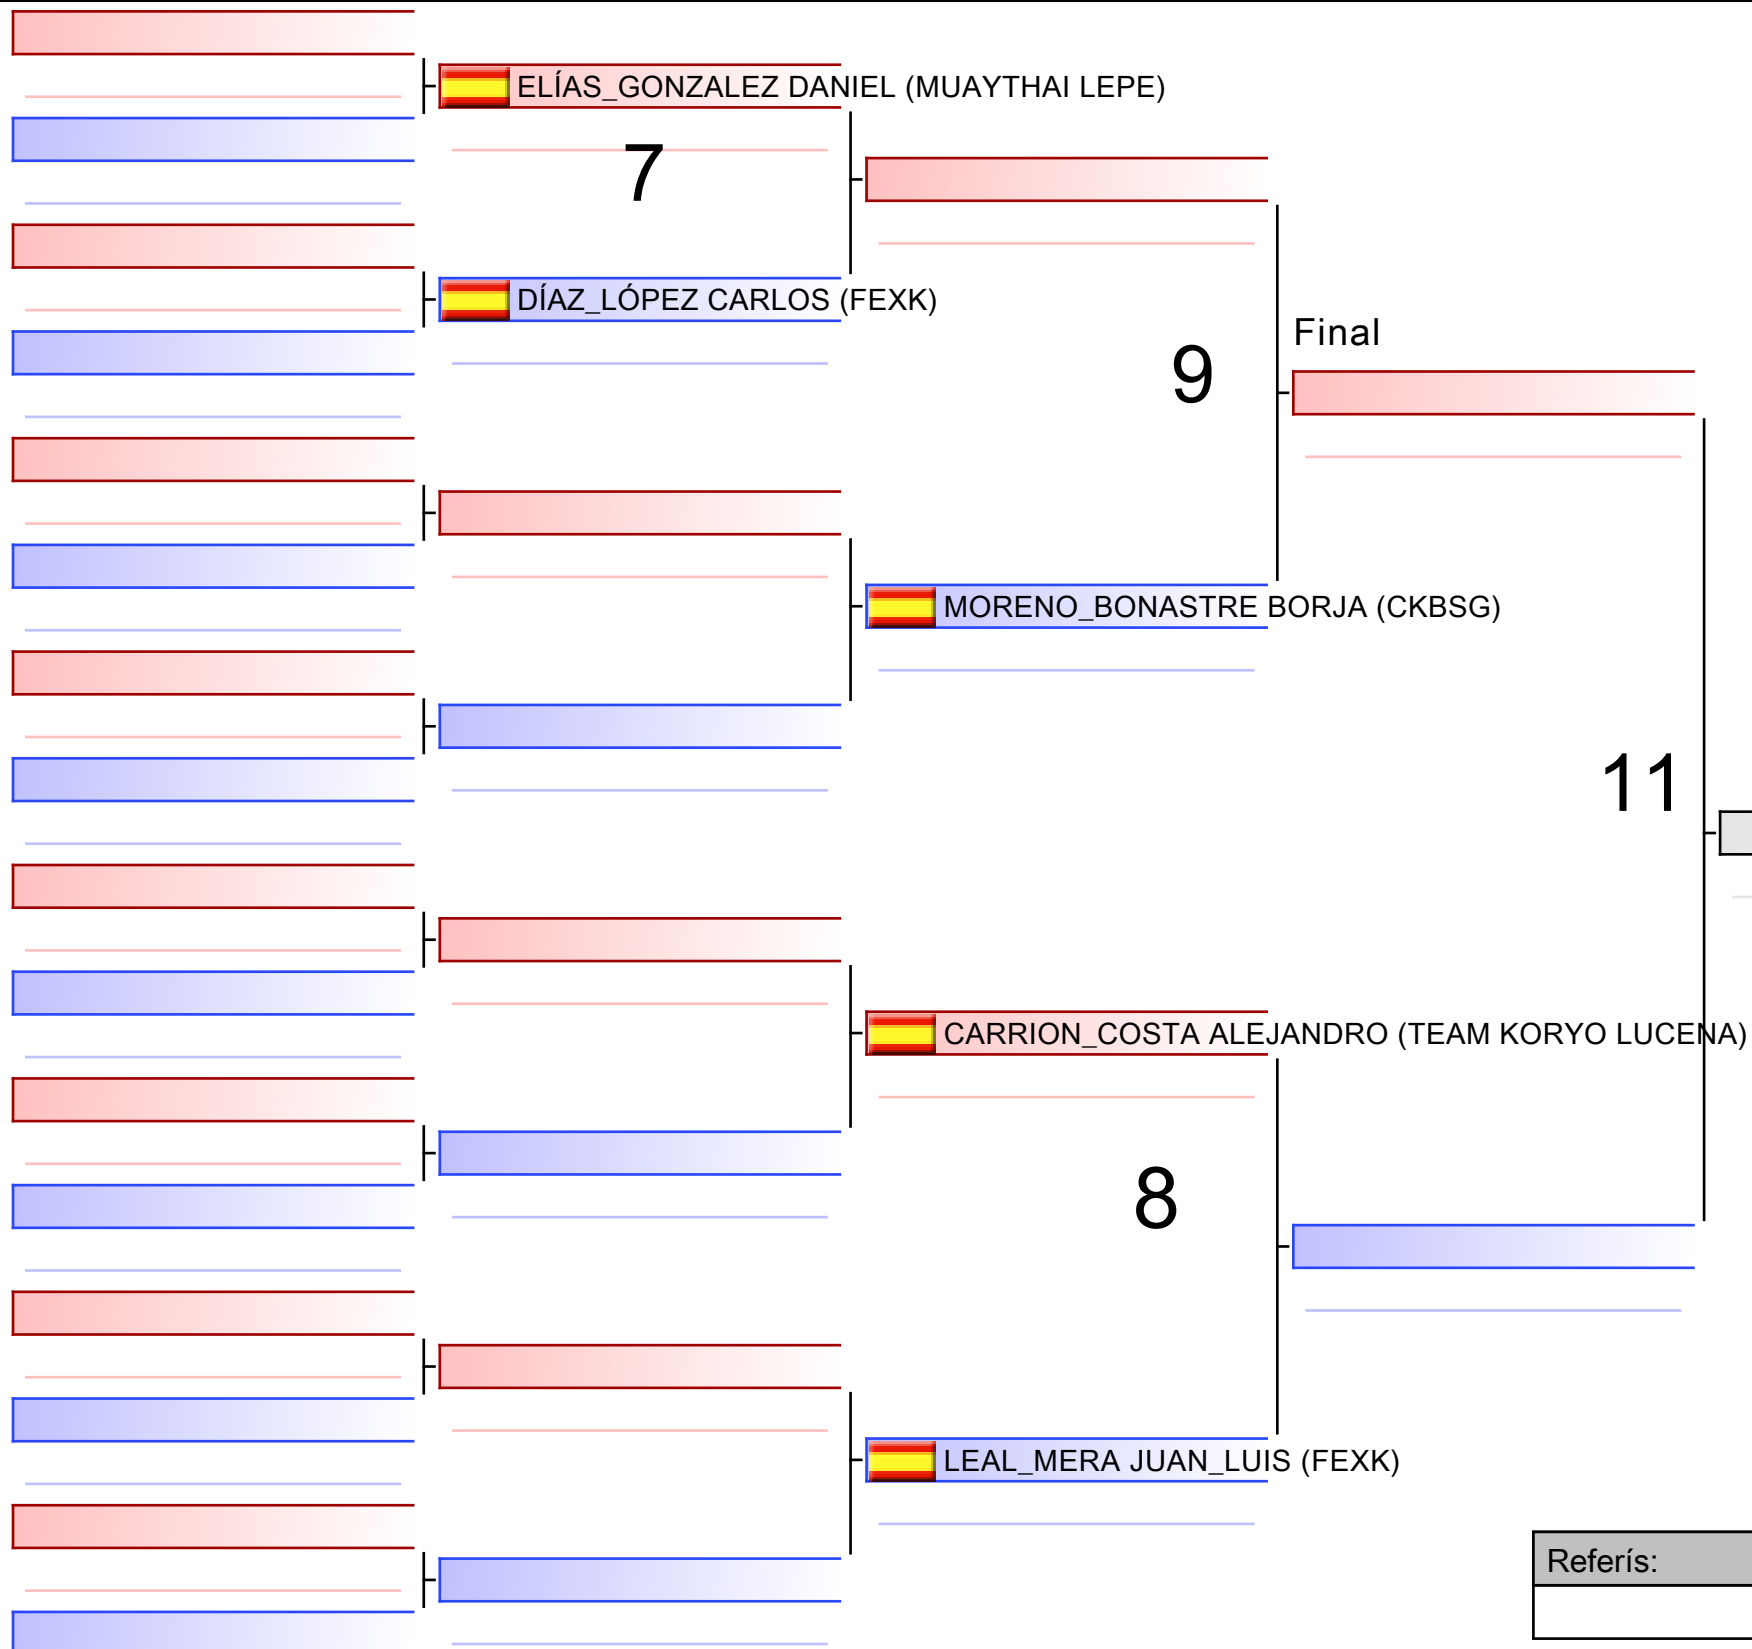 ELÍAS_GONZALEZ DANIEL (MUAYTHAI LEPE)
7
DÍAZ_LÓPEZ CARLOS (FEXK)
Final
9
MORENO_BONASTRE BORJA (CKBSG)
11
CARRION_COSTA ALEJANDRO (TEAM KORYO LUCENA)
8
LEAL_MERA JUAN_LUIS (FEXK)
Referís: